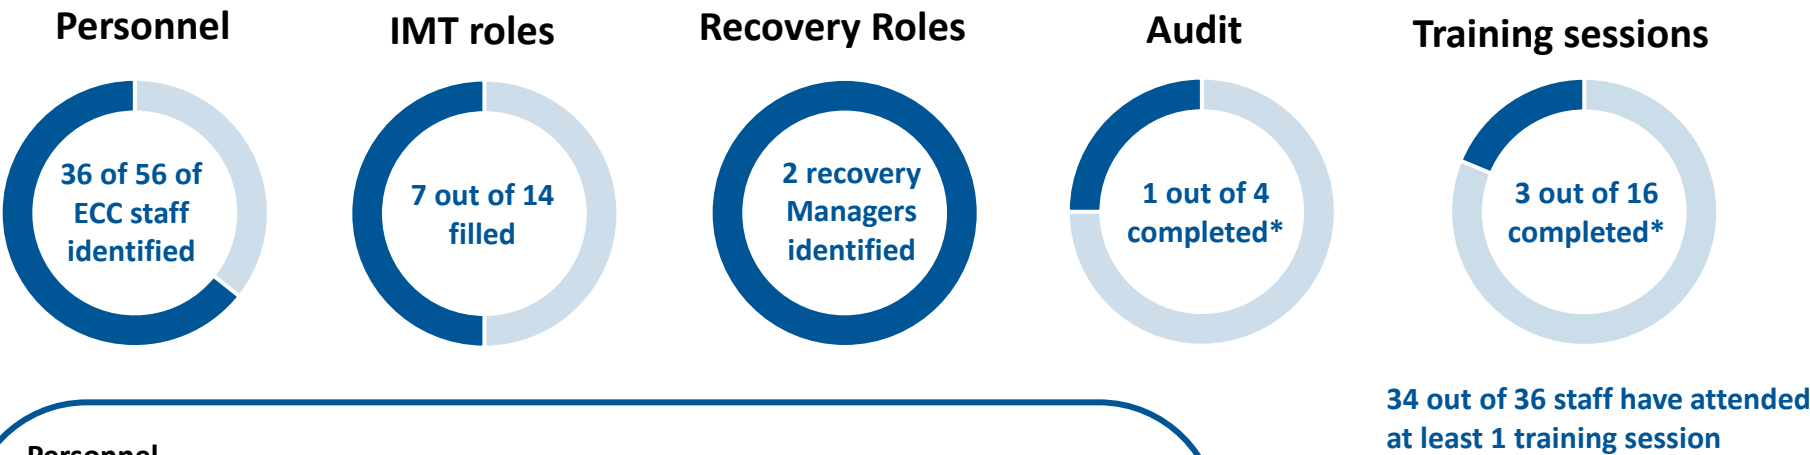 Personnel
IMT roles
Recovery Roles
Audit
Training sessions
36 of 56 of
ECC staff
identified
7 out of 14
filled
2 recovery
Managers
identified
1 out of 4
completed*
3 out of 16
completed*
34 out of 36 staff have attended
at least 1 training session
Personnel